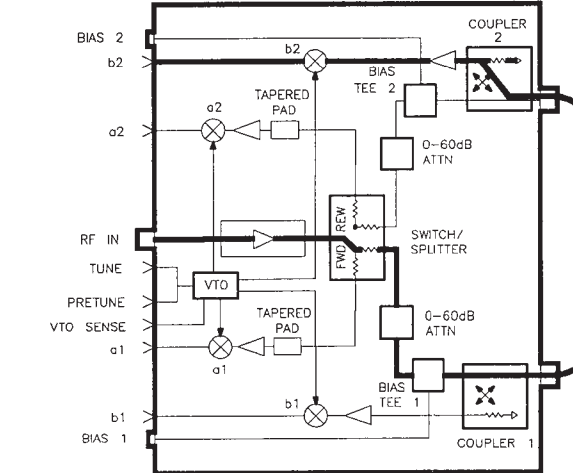 COUPLER
2
BIAS 2
b2
b2
BIAS
TEE 2
TAPERED
PAD
a2
a2
0-60dB
ATTN
REW
FWD
SWITCH/
SPLITTER
RF IN
TUNE
VTO
PRETUNE
VTO SENSE
TAPERED
PAD
0-60dB
ATTN
a1
a1
BIAS
TEE 1
b1
b1
BIAS 1
COUPLER 1